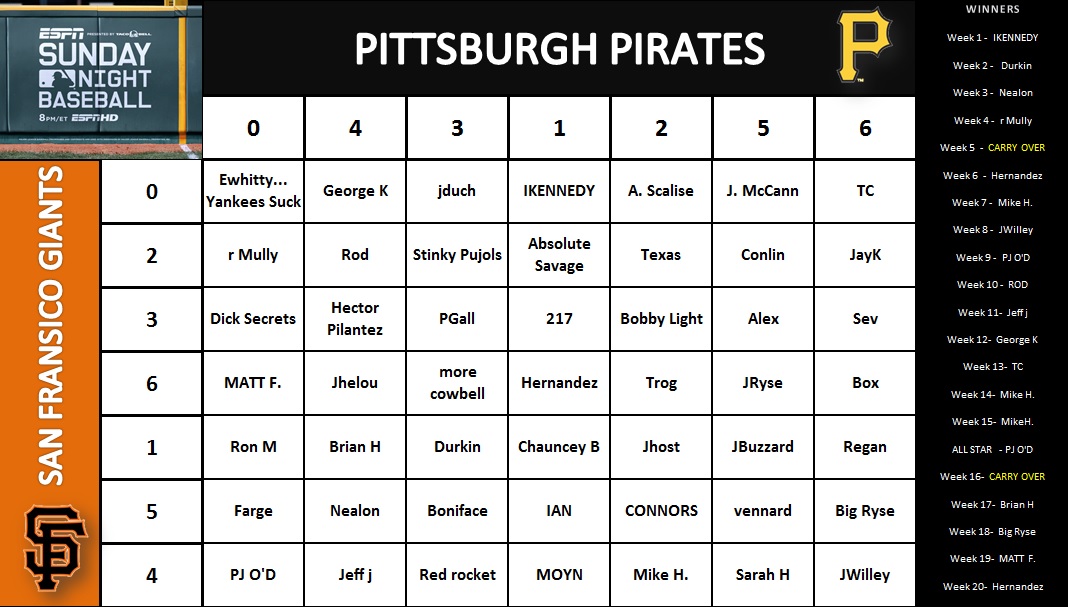 ESPN PRESENTED BY TACO BELL
SUNDAY
NIGHT
BASEBALL
8PM/ET ESPN HD
PITTSBURGH PIRATES
P
TM
0 4 3 1 2 5 6
SAN FRANSICO GIANTS
SF
0 Ewhitty... Yankees Suck George K jduch IKENNEDY A. Scalise J. McCann TC
2 r Mully Rod Stinky Pujols Absolute Savage Texas Conlin JayK
3 Dick Secrets Hector Pilantez PGall 217 Bobby Light Alex Sev
6 MATT F. Jhelou more cowbell Hernandez Trog JRyse Box
1 Ron M Brian H Durkin Chauncey B Jhost JBuzzard Regan
5 Farge Nealon Boniface IAN CONNORS vennard Big Ryse
4 PJ O'D Jeff j Red rocket MOYN Mike H. Sarah H JWilley
WINNERS
Week 1 - IKENNEDY
Week 2 - Durkin
Week 3 - Nealon
Week 4 - r Mully
Week 5 - CARRY OVER
Week 6 - Hernandez
Week 7 - Mike H.
Week 8 - JWilley
Week 9 - PJ O'D
Week 10 - ROD
Week 11- Jeff j
Week 12- George K
Week 13- TC
Week 14- Mike H.
Week 15- MikeH.
ALL STAR - PJ O'D
Week 16- CARRY OVER
Week 17- Brian H
Week 18- Big Ryse
Week 19- MATT F.
Week 20- Hernandez